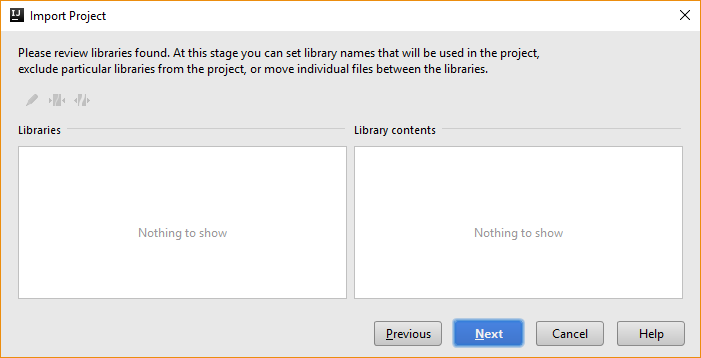 IJ
Import Project
Please review libraries found. At this stage you can set library names that will be used in the project,
exclude particular libraries from the project, or move individual files between the libraries.
Libraries
Library contents
Nothing to show
Nothing to show
Previous
Next
Cancel
Help